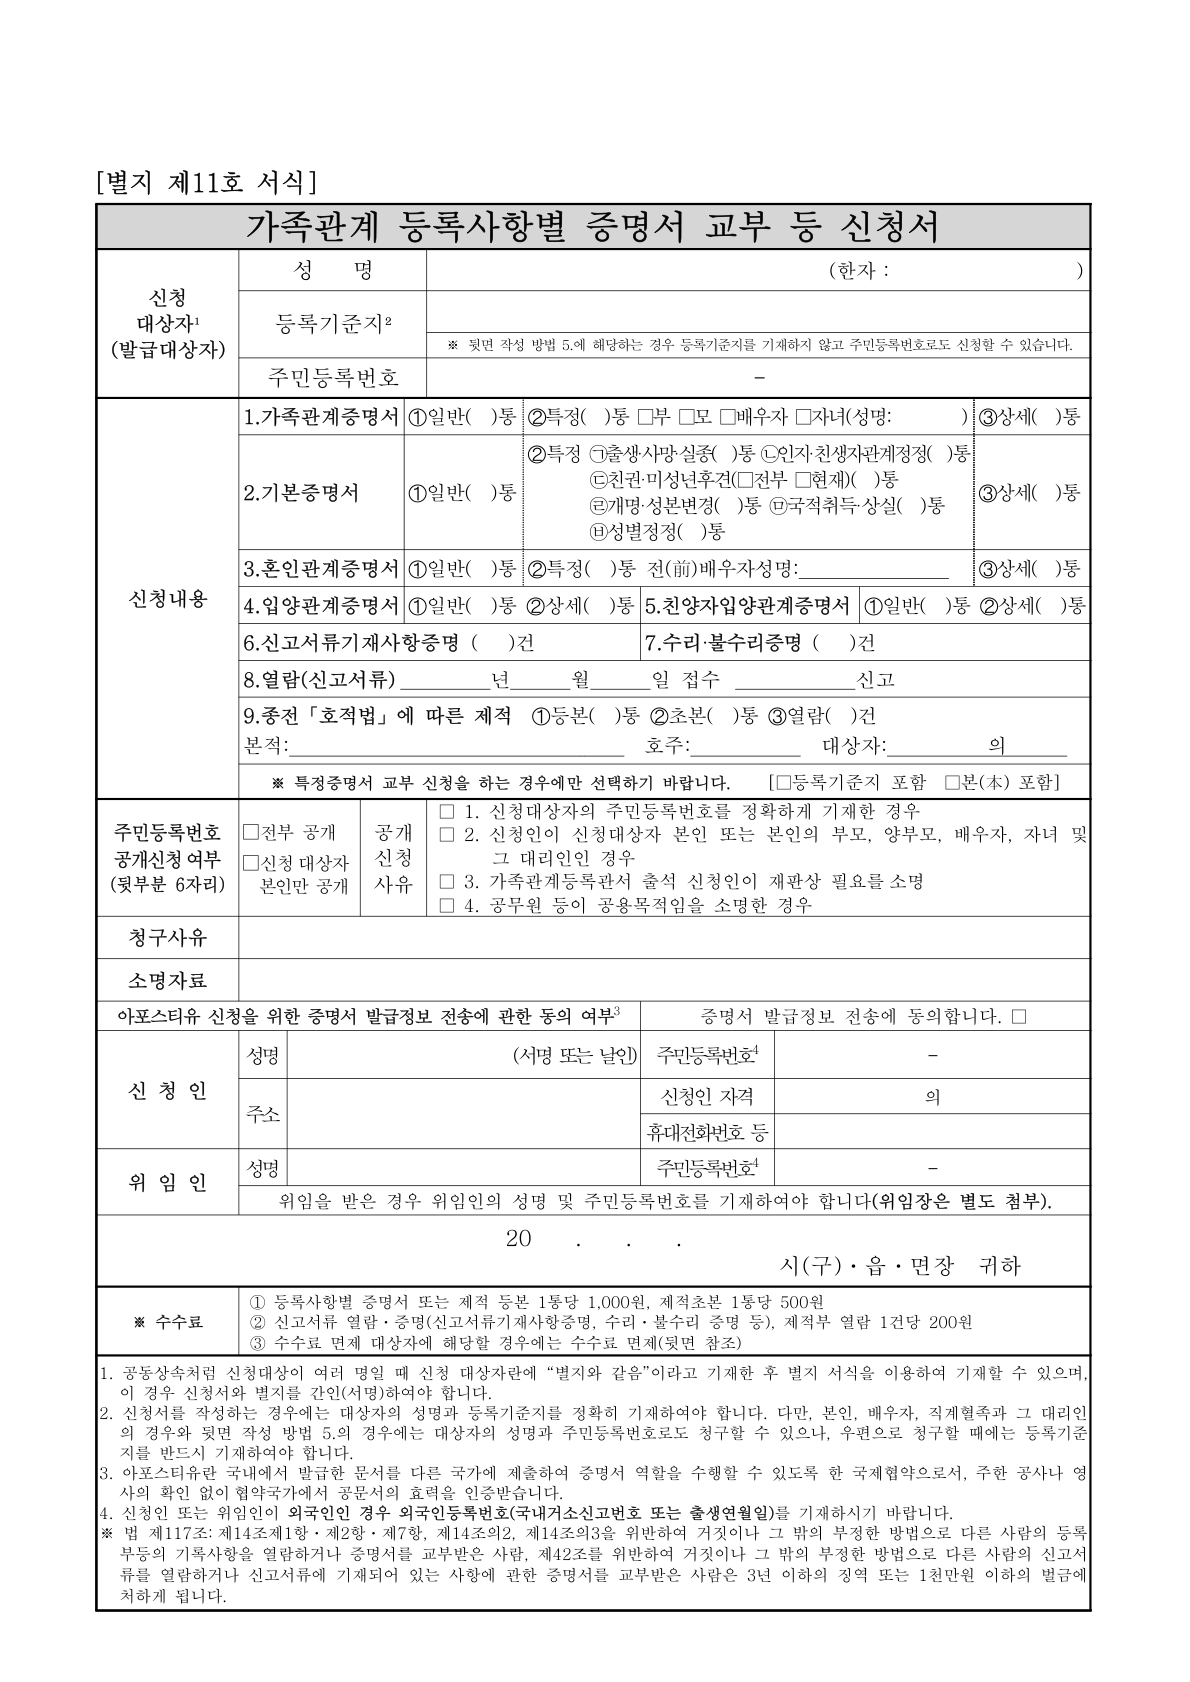 [별지 제11호 서식]
가족관계 등록사항별 증명서 교부 등 신청서
신청
대상자¹
(발급대상자)
성 명
(한자 : )
등록기준지²
※ 뒷면 작성 방법 5.에 해당하는 경우 등록기준지를 기재하지 않고 주민등록번호로도 신청할 수 있습니다.
주민등록번호
–
신청내용
1.가족관계증명서 ①일반( )통 ②특정( )통 □부 □모 □배우자 □자녀(성명: ) ③상세( )통
2.기본증명서 ①일반( )통
②특정 ㉠출생·사망·실종( )통 ㉡인지·친생자관계정정( )통
㉢친권·미성년후견(□전부 □현재)( )통
㉣개명·성본변경( )통 ㉤국적취득·상실( )통
㉥성별정정( )통
③상세( )통
3.혼인관계증명서 ①일반( )통 ②특정( )통 전(前)배우자성명:_______________ ③상세( )통
4.입양관계증명서 ①일반( )통 ②상세( )통 5.친양자입양관계증명서 ①일반( )통 ②상세( )통
6.신고서류기재사항증명 ( )건 7.수리·불수리증명 ( )건
8.열람(신고서류) _________년______월______일 접수 ____________신고
9.종전「호적법」에 따른 제적 ①등본( )통 ②초본( )통 ③열람( )건
본적:__________________________________ 호주:___________ 대상자:__________의______
※ 특정증명서 교부 신청을 하는 경우에만 선택하기 바랍니다. [□등록기준지 포함 □본(本) 포함]
주민등록번호
공개신청 여부
(뒷부분 6자리)
□전부 공개
□신청 대상자
본인만 공개
공개
신청
사유
□ 1. 신청대상자의 주민등록번호를 정확하게 기재한 경우
□ 2. 신청인이 신청대상자 본인 또는 본인의 부모, 양부모, 배우자, 자녀 및
그 대리인인 경우
□ 3. 가족관계등록관서 출석 신청인이 재판상 필요를 소명
□ 4. 공무원 등이 공용목적임을 소명한 경우
청구사유
소명자료
아포스티유 신청을 위한 증명서 발급정보 전송에 관한 동의 여부³ 증명서 발급정보 전송에 동의합니다. □
신 청 인
성명 (서명 또는 날인) 주민등록번호⁴ –
주소
신청인 자격 의
휴대전화번호 등
위 임 인
성명 주민등록번호⁴ –
위임을 받은 경우 위임인의 성명 및 주민등록번호를 기재하여야 합니다(위임장은 별도 첨부).
20 . . .
시(구)·읍·면장 귀하
※ 수수료
① 등록사항별 증명서 또는 제적 등본 1통당 1,000원, 제적초본 1통당 500원
② 신고서류 열람·증명(신고서류기재사항증명, 수리·불수리 증명 등), 제적부 열람 1건당 200원
③ 수수료 면제 대상자에 해당할 경우에는 수수료 면제(뒷면 참조)
1. 공동상속처럼 신청대상이 여러 명일 때 신청 대상자란에 “별지와 같음”이라고 기재한 후 별지 서식을 이용하여 기재할 수 있으며,
이 경우 신청서와 별지를 간인(서명)하여야 합니다.
2. 신청서를 작성하는 경우에는 대상자의 성명과 등록기준지를 정확히 기재하여야 합니다. 다만, 본인, 배우자, 직계혈족과 그 대리인
의 경우와 뒷면 작성 방법 5.의 경우에는 대상자의 성명과 주민등록번호로도 청구할 수 있으나, 우편으로 청구할 때에는 등록기준
지를 반드시 기재하여야 합니다.
3. 아포스티유란 국내에서 발급한 문서를 다른 국가에 제출하여 증명서 역할을 수행할 수 있도록 한 국제협약으로서, 주한 공사나 영
사의 확인 없이 협약국가에서 공문서의 효력을 인증받습니다.
4. 신청인 또는 위임인이 외국인인 경우 외국인등록번호(국내거소신고번호 또는 출생연월일)를 기재하시기 바랍니다.
※ 법 제117조: 제14조제1항·제2항·제7항, 제14조의2, 제14조의3을 위반하여 거짓이나 그 밖의 부정한 방법으로 다른 사람의 등록
부등의 기록사항을 열람하거나 증명서를 교부받은 사람, 제42조를 위반하여 거짓이나 그 밖의 부정한 방법으로 다른 사람의 신고서
류를 열람하거나 신고서류에 기재되어 있는 사항에 관한 증명서를 교부받은 사람은 3년 이하의 징역 또는 1천만원 이하의 벌금에
처하게 됩니다.